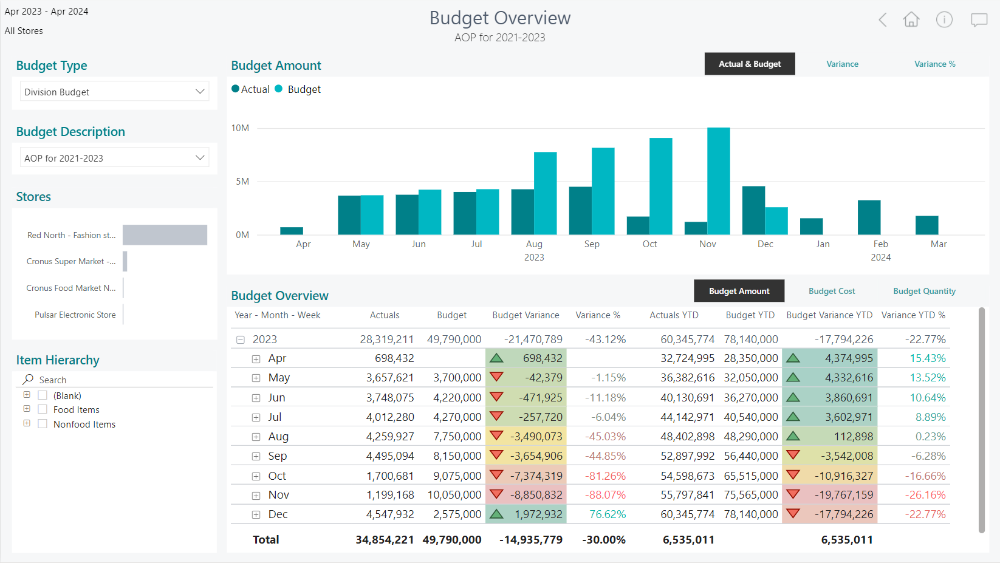 Apr 2023 - Apr 2024
All Stores
Budget Overview
AOP for 2021-2023
Budget Type
Division Budget
Budget Description
AOP for 2021-2023
Stores
Red North - Fashion st...
Cronus Super Market -...
Cronus Food Market N...
Pulsar Electronic Store
Item Hierarchy
Search
(Blank)
Food Items
Nonfood Items
Budget Amount
Actual & Budget Variance Variance %
Actual Budget
10M
5M
0M
Apr May Jun Jul Aug Sep Oct Nov Dec Jan Feb Mar
2023 2024
Budget Overview
Budget Amount Budget Cost Budget Quantity
Year - Month - Week Actuals Budget Budget Variance Variance % Actuals YTD Budget YTD Budget Variance YTD Variance YTD %
2023 28,319,211 49,790,000 -21,470,789 -43.12% 60,345,774 78,140,000 -17,794,226 -22.77%
Apr 698,432 698,432 32,724,995 28,350,000 4,374,995 15.43%
May 3,657,621 3,700,000 -42,379 -1.15% 36,382,616 32,050,000 4,332,616 13.52%
Jun 3,748,075 4,220,000 -471,925 -11.18% 40,130,691 36,270,000 3,860,691 10.64%
Jul 4,012,280 4,270,000 -257,720 -6.04% 44,142,971 40,540,000 3,602,971 8.89%
Aug 4,259,927 7,750,000 -3,490,073 -45.03% 48,402,898 48,290,000 112,898 0.23%
Sep 4,495,094 8,150,000 -3,654,906 -44.85% 52,897,992 56,440,000 -3,542,008 -6.28%
Oct 1,700,681 9,075,000 -7,374,319 -81.26% 54,598,673 65,515,000 -10,916,327 -16.66%
Nov 1,199,168 10,050,000 -8,850,832 -88.07% 55,797,841 75,565,000 -19,767,159 -26.16%
Dec 4,547,932 2,575,000 1,972,932 76.62% 60,345,774 78,140,000 -17,794,226 -22.77%
Total 34,854,221 49,790,000 -14,935,779 -30.00% 6,535,011 6,535,011